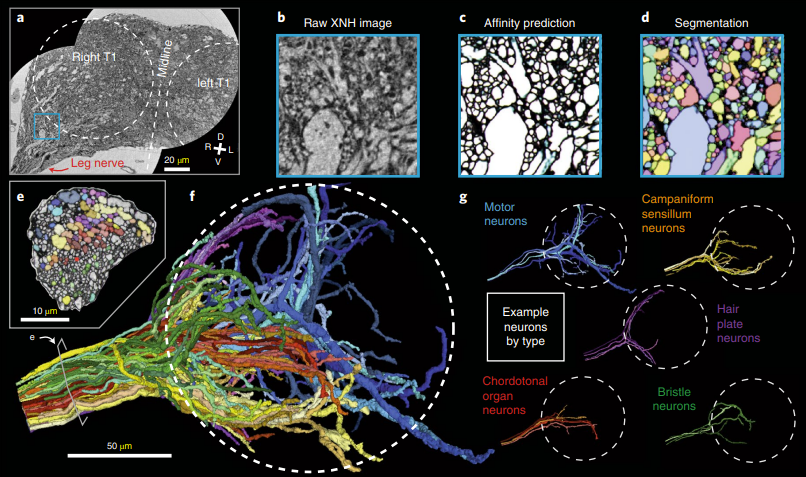 a
Right T1
Midline
left-T1
D
R L
V
Leg nerve
20 μm
b Raw XNH image
c Affinity prediction
d Segmentation
e
10 μm
f
e
50 μm
g
Motor
neurons
Campaniform
sensillum
neurons
Example
neurons
by type
Hair
plate
neurons
Chordotonal
organ
neurons
Bristle
neurons